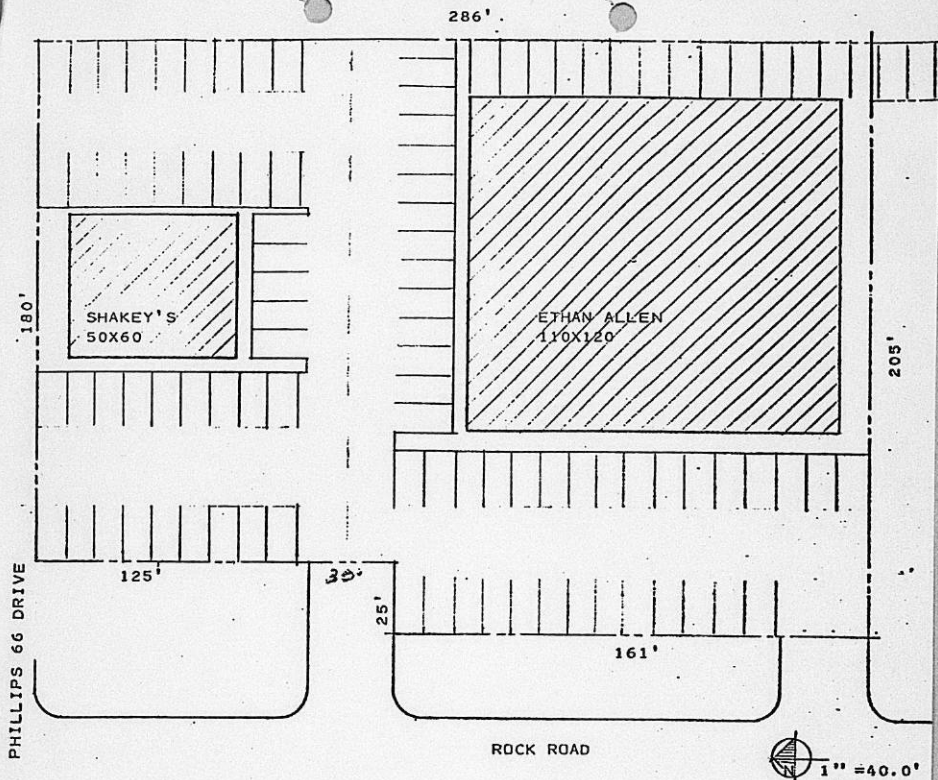 286'
180'
SHAKEY'S
50X60
ETHAN ALLEN
110X120
205'
125'
30'
25'
161'
PHILLIPS 66 DRIVE
ROCK ROAD
N
1" =40.0'